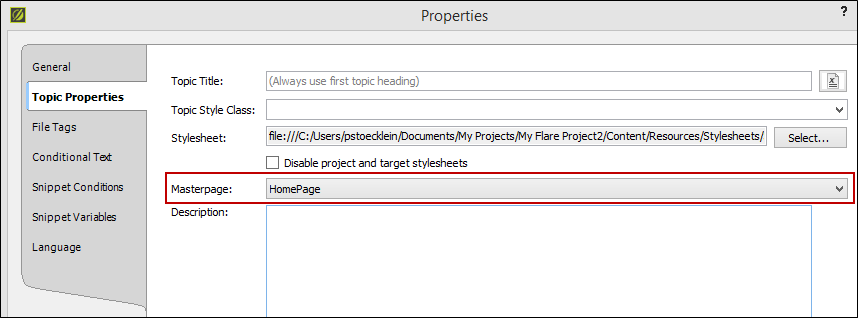 Properties
?
General
Topic Properties
File Tags
Conditional Text
Snippet Conditions
Snippet Variables
Language
Topic Title: (Always use first topic heading)
Topic Style Class:
Stylesheet: file:///C:/Users/pstoecklein/Documents/My Projects/My Flare Project2/Content/Resources/Stylesheets/ Select...
Disable project and target stylesheets
Masterpage: HomePage
Description: